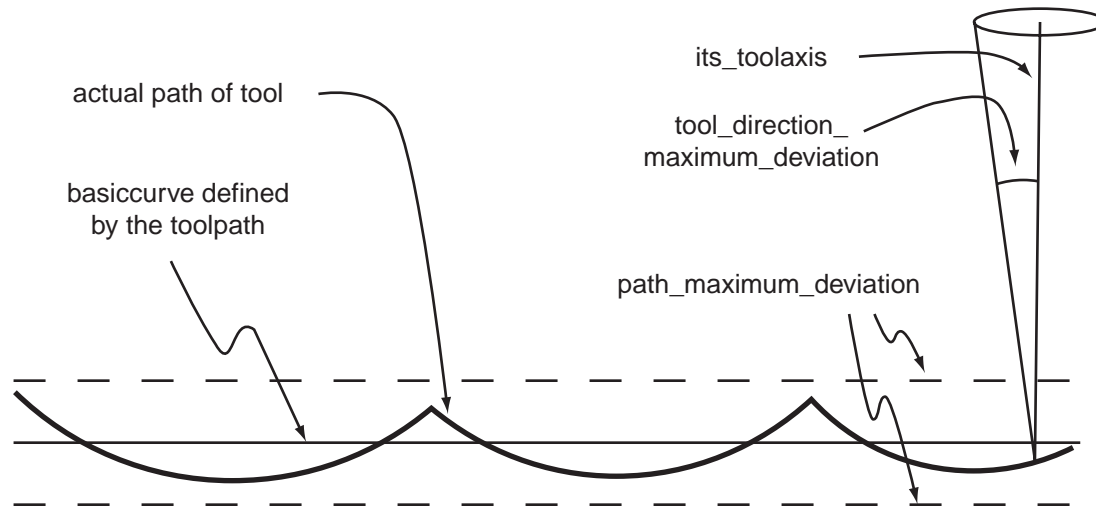 its_toolaxis
actual path of tool
tool_direction_
maximum_deviation
basiccurve defined
by the toolpath
path_maximum_deviation